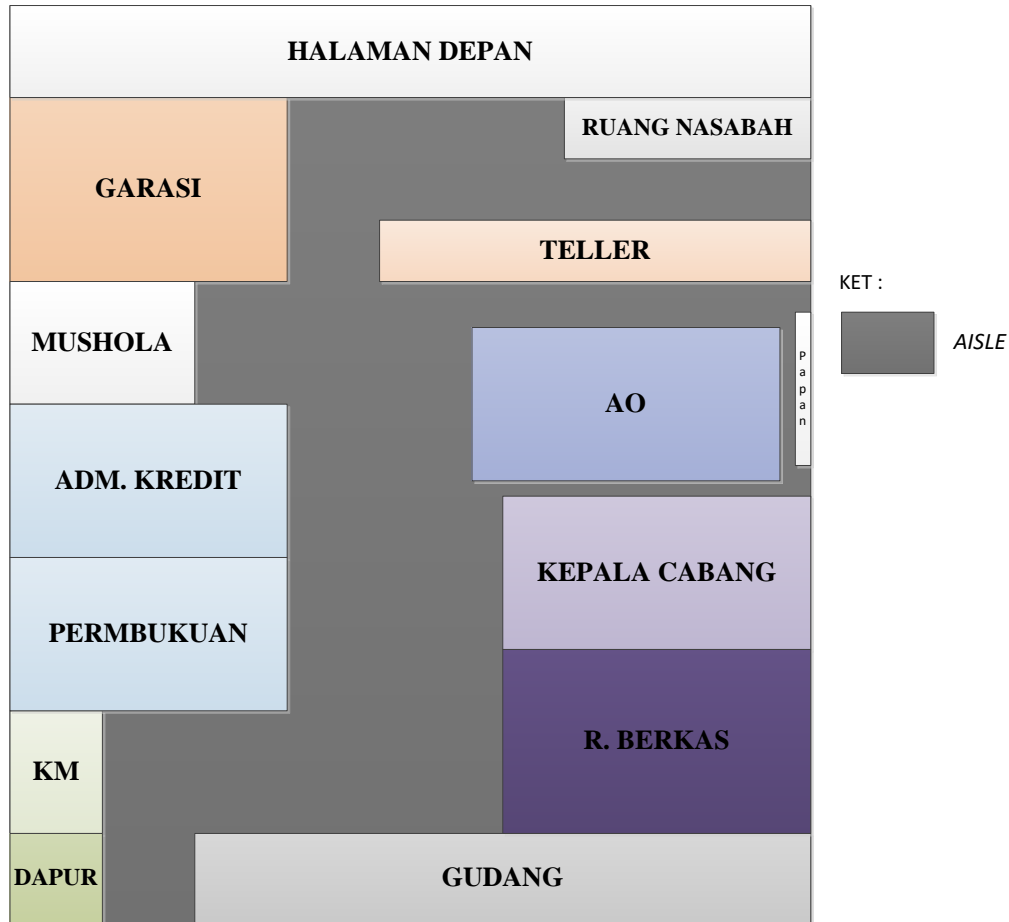 HALAMAN DEPAN
RUANG NASABAH
GARASI
TELLER
KET :
MUSHOLA
AISLE
Papan
AO
ADM. KREDIT
KEPALA CABANG
PERMBUKUAN
R. BERKAS
KM
DAPUR
GUDANG